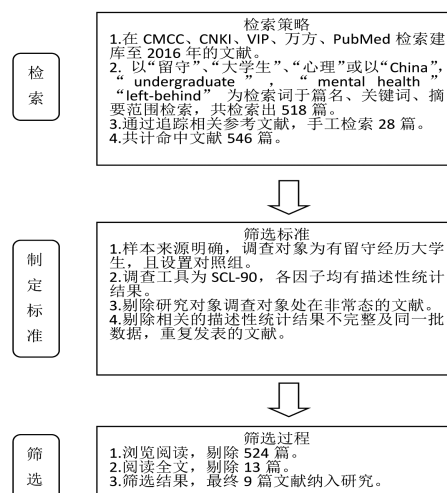 检索
检索策略
1.在 CMCC、CNKI、VIP、万方、PubMed 检索建
库至 2016 年的文献。
2. 以“留守”、“大学生”、“心理”或以“China”，
“ undergraduate ” ， “ mental health ”
“left-behind” 为检索词于篇名、关键词、摘
要范围检索，共检索出 518 篇。
3.通过追踪相关参考文献，手工检索 28 篇。
4.共计命中文献 546 篇。
制定标准
筛选标准
1.样本来源明确，调查对象为有留守经历大学
生，且设置对照组。
2.调查工具为 SCL-90，各因子均有描述性统计
结果。
3.剔除研究对象调查对象处在非常态的文献。
4.剔除相关的描述性统计结果不完整及同一批
数据，重复发表的文献。
筛选
筛选过程
1.浏览阅读，剔除 524 篇。
2.阅读全文，剔除 13 篇。
3.筛选结果，最终 9 篇文献纳入研究。